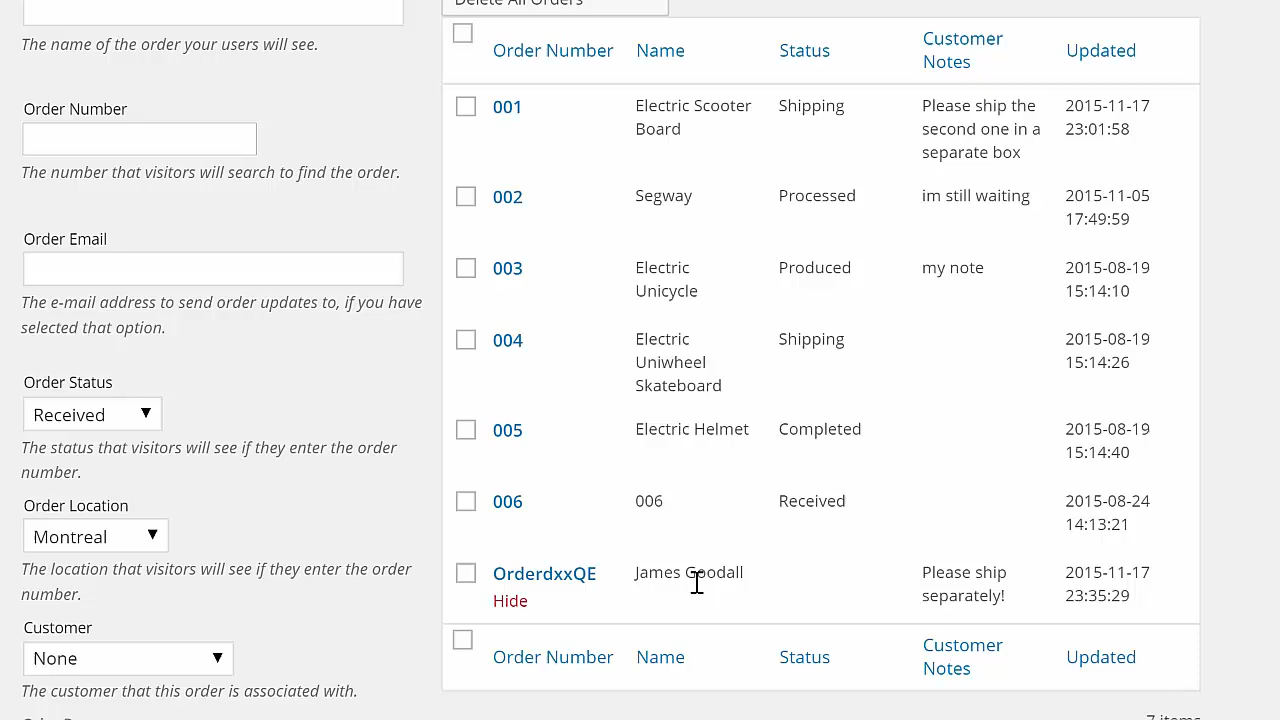 Delete All Orders
The name of the order your users will see.
Order Number
The number that visitors will search to find the order.
Order Email
The e-mail address to send order updates to, if you have
selected that option.
Order Status
Received
The status that visitors will see if they enter the order
number.
Order Location
Montreal
The location that visitors will see if they enter the order
number.
Customer
None
The customer that this order is associated with.
Order Number Name Status Customer Notes Updated
001 Electric Scooter Shipping Please ship the 2015-11-17
Board second one in a 23:01:58
separate box
002 Segway Processed im still waiting 2015-11-05
17:49:59
003 Electric Produced my note 2015-08-19
Unicycle 15:14:10
004 Electric Shipping 2015-08-19
Uniwheel 15:14:26
Skateboard
005 Electric Helmet Completed 2015-08-19
15:14:40
006 006 Received 2015-08-24
14:13:21
OrderdxxQE James Goodall Please ship 2015-11-17
Hide separately! 23:35:29
Order Number Name Status Customer Notes Updated
7 items